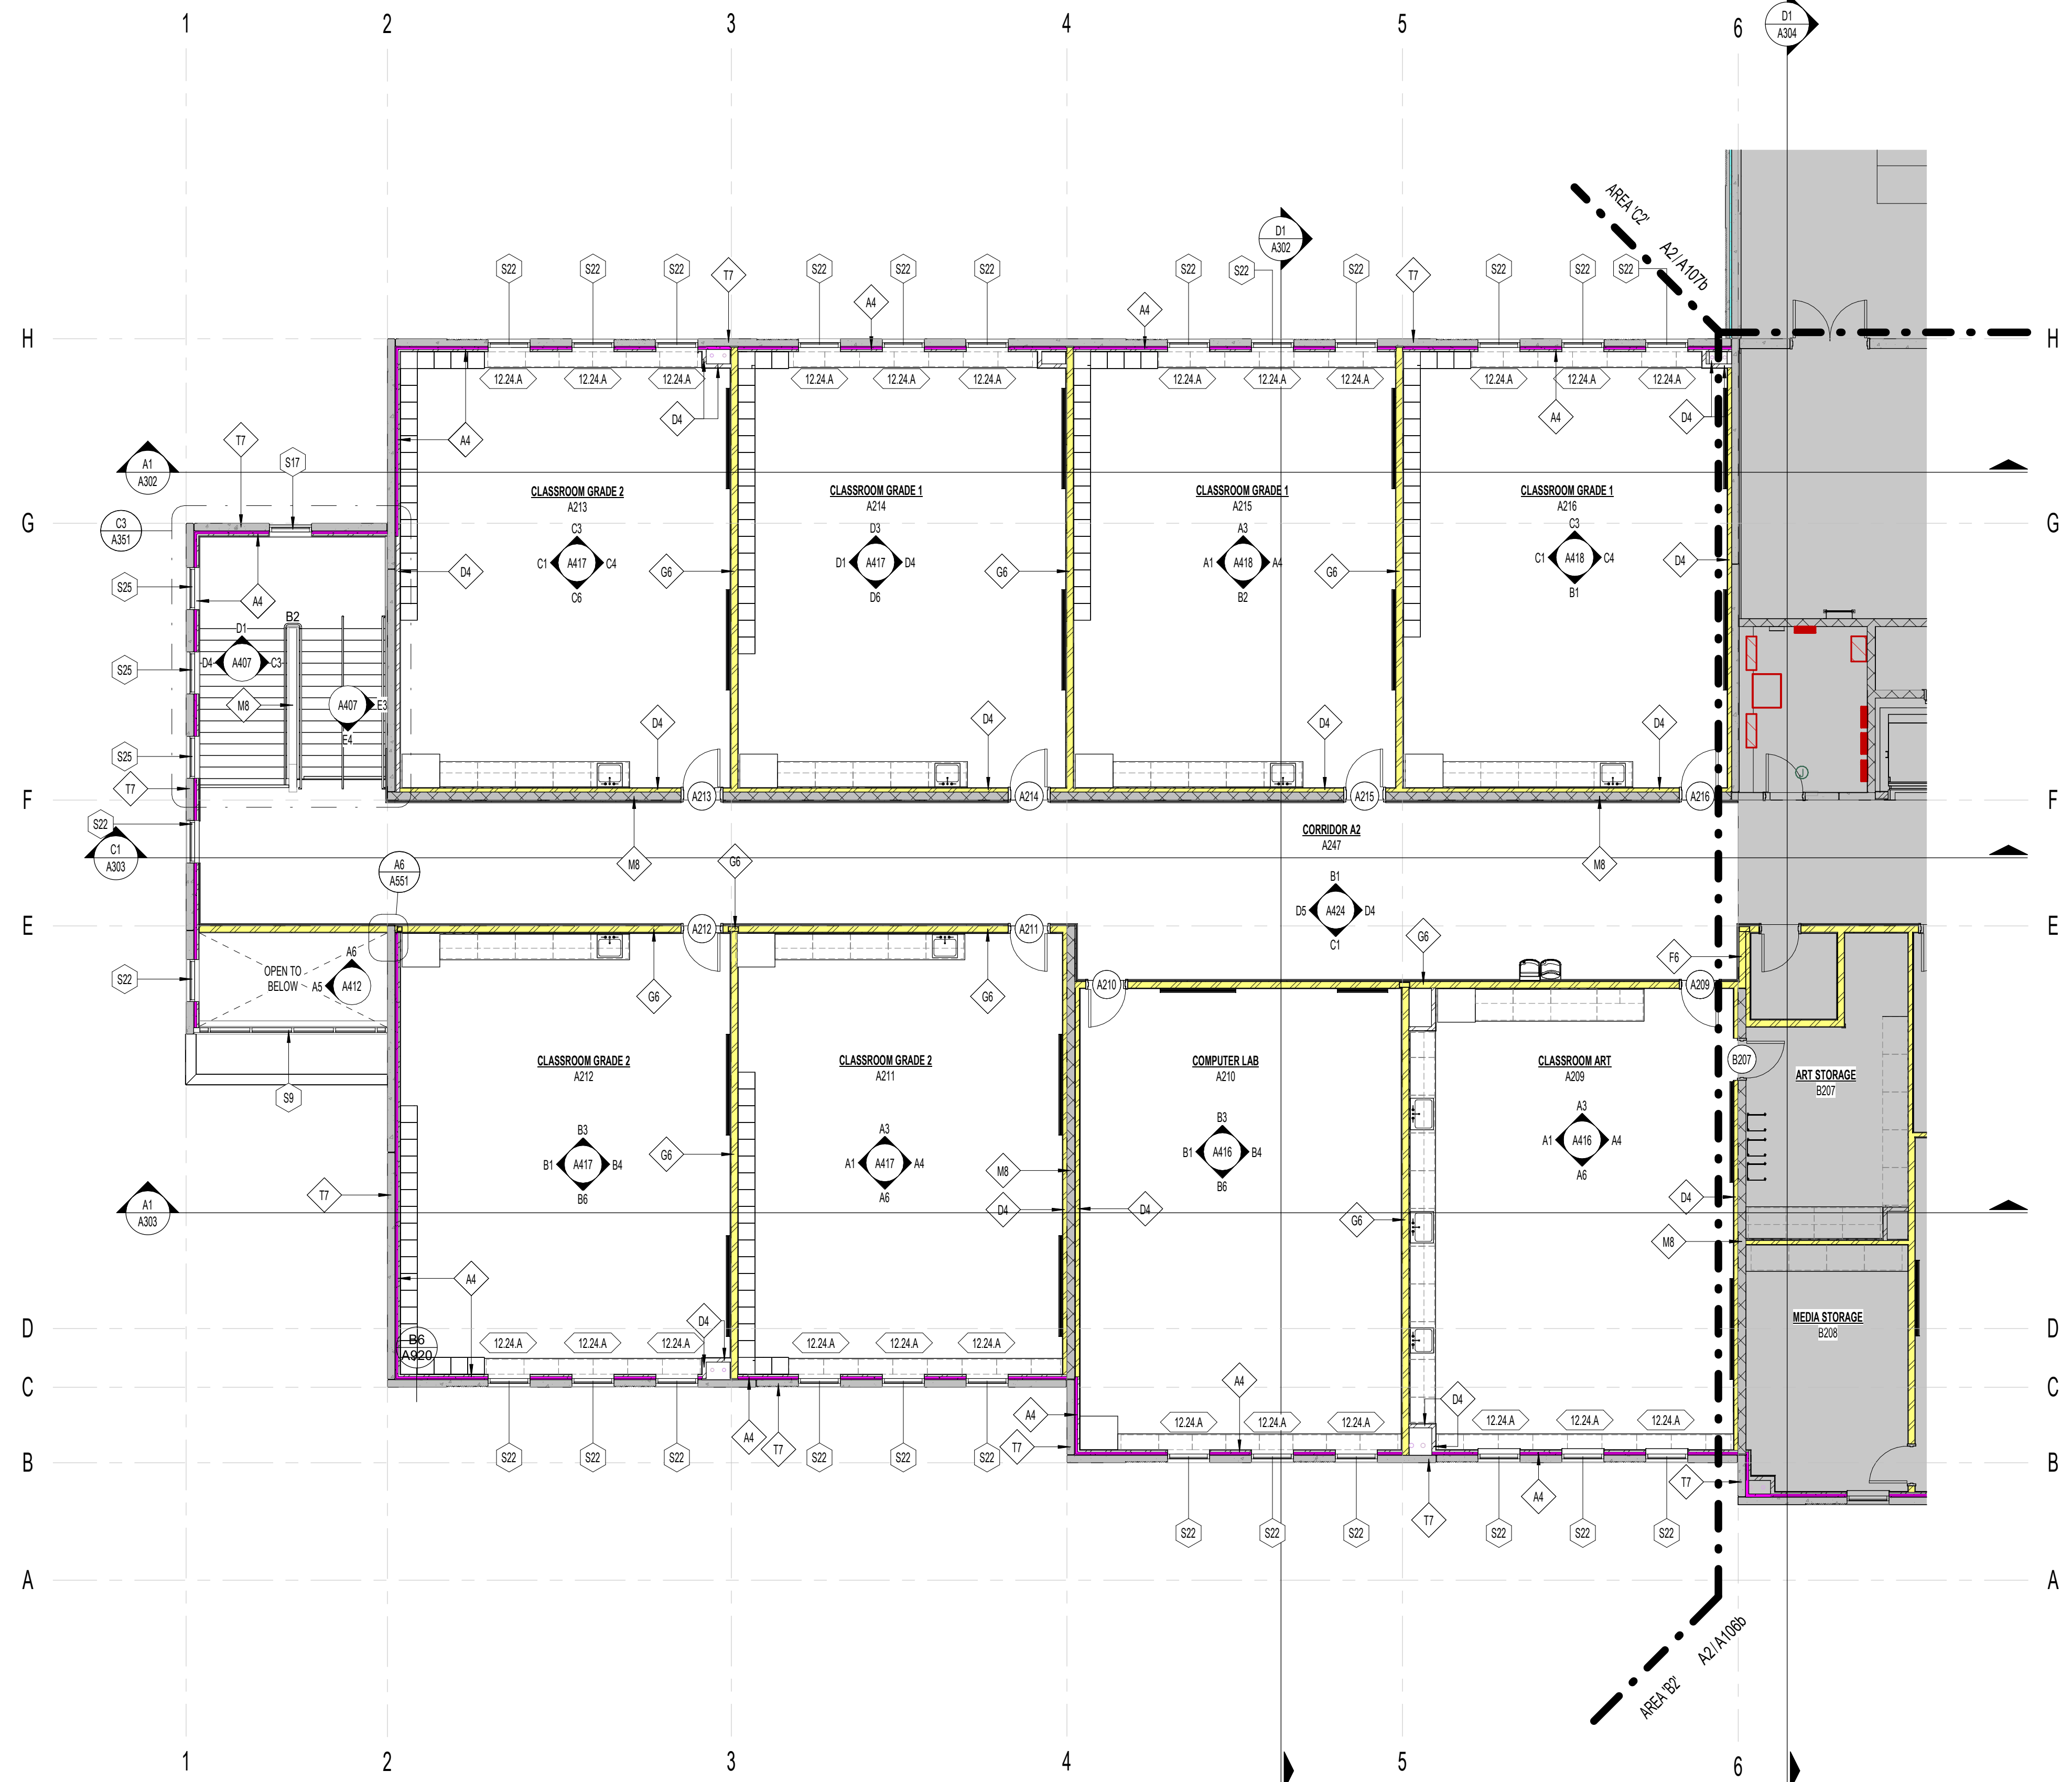 1 2 3 4 5 6
D1
A304
AREA 'C2'
A2 / A107b
D1
A302
S22 S22 S22 T7 S22 S22 S22 S22 S22 S22 T7 S22 S22 S22
A4 A4
H H
12.24.A 12.24.A 12.24.A 12.24.A 12.24.A 12.24.A 12.24.A 12.24.A 12.24.A 12.24.A 12.24.A 12.24.A
D4 A4 D4
T7 A4
S17
A1
A302
CLASSROOM GRADE 2
A213
CLASSROOM GRADE 1
A214
CLASSROOM GRADE 1
A215
CLASSROOM GRADE 1
A216
G G
C3
A351
C3
C1 A417 C4
C6
D3
D1 A417 D4
D6
A3
A1 A418 A4
B2
C3
C1 A418 C4
B1
D4 G6 G6 G6 D4
S25
A4
B2
D1
D4 A407 C3
S25
M8
A407 E3
E4
D4 D4 D4 D4
S25
T7
J
F F
A213 A214 A215 A216
S22
C1
A303
CORRIDOR A2
A247
M8 G6 M8
A6
A551
B1
D5 A424 D4
C1
E E
A212 A211
G6
F6
OPEN TO
BELOW
A6
A5 A412
S22
G6 G6
A210 A209
S9
CLASSROOM GRADE 2
A212
CLASSROOM GRADE 2
A211
COMPUTER LAB
A210
CLASSROOM ART
A209
B207
ART STORAGE
B207
B3
B1 A417 B4
B6
A3
A1 A417 A4
A6
B3
B1 A416 B4
B6
A3
A1 A416 A4
A6
G6 M8
T7
A1
A303
D4 D4 G6 D4
M8
A4
D4
MEDIA STORAGE
B208
D D
B6
A920
12.24.A 12.24.A 12.24.A 12.24.A 12.24.A 12.24.A
C C
A4 D4
A4
12.24.A 12.24.A 12.24.A 12.24.A 12.24.A 12.24.A
S22 S22 S22 A4 T7 S22 S22 S22 T7
B B
T7
A4
S22 S22 S22 T7 S22 S22 S22
A A
A2 / A106b
AREA 'B2'
1 2 3 4 5 6